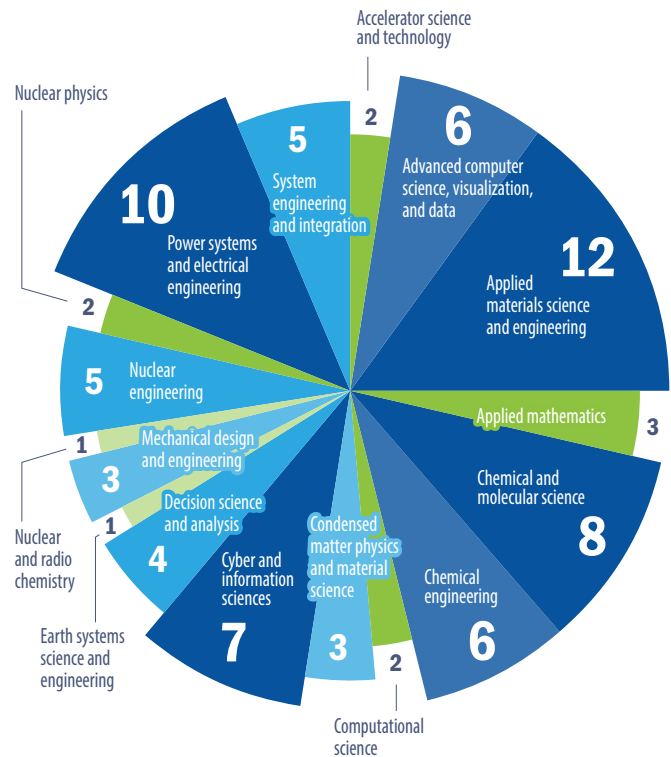 Accelerator science
and technology
2
6
Advanced computer
science, visualization,
and data
12
Applied
materials science
and engineering
Applied mathematics
3
Chemical and
molecular science
8
Chemical
engineering
6
2
Computational
science
Condensed
matter physics
and material
science
3
Cyber and
information
sciences
7
Decision science
and analysis
4
1
Earth systems
science and
engineering
Mechanical design
and engineering
3
1
Nuclear
and radio
chemistry
Nuclear
engineering
5
Nuclear physics
2
10
Power systems
and electrical
engineering
5
System
engineering
and integration